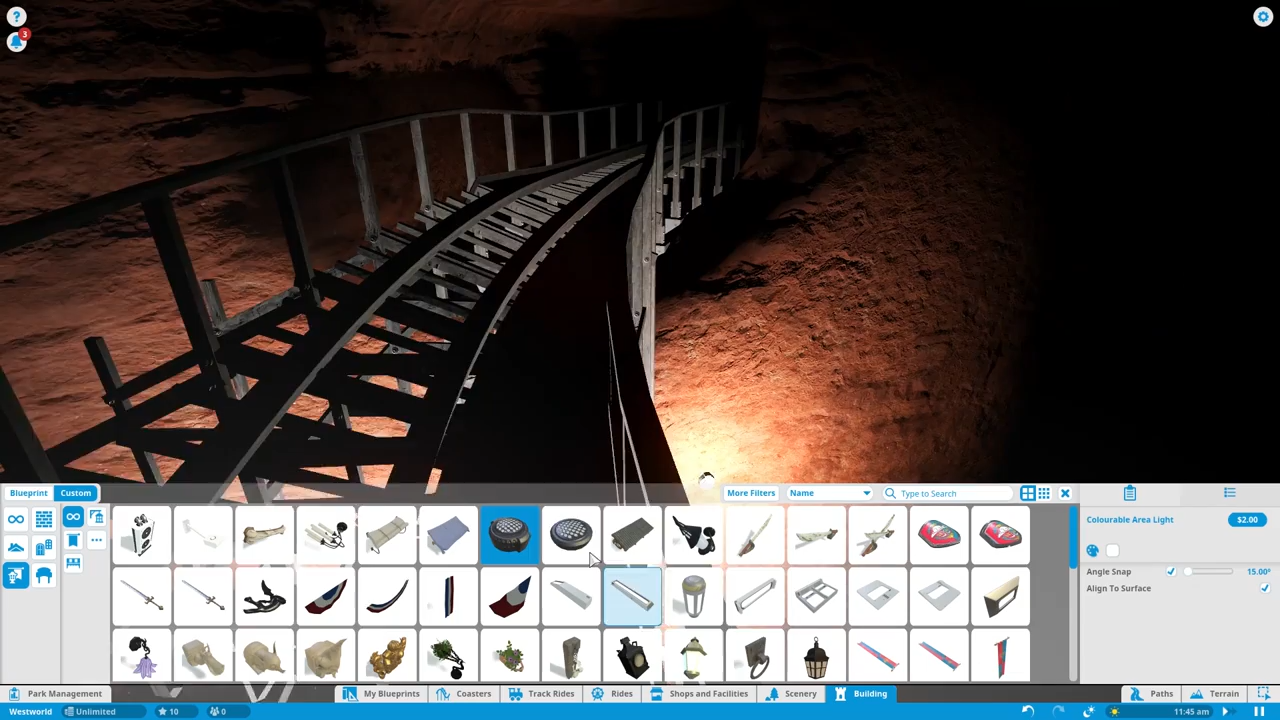 ?
3
Blueprint
Custom
More Filters
Name
Type to Search
Colourable Area Light
$2.00
Angle Snap
15.00°
Align To Surface
Park Management
My Blueprints
Coasters
Track Rides
Rides
Shops and Facilities
Scenery
Building
Paths
Terrain
Westworld
Unlimited
10
0
11:45 am